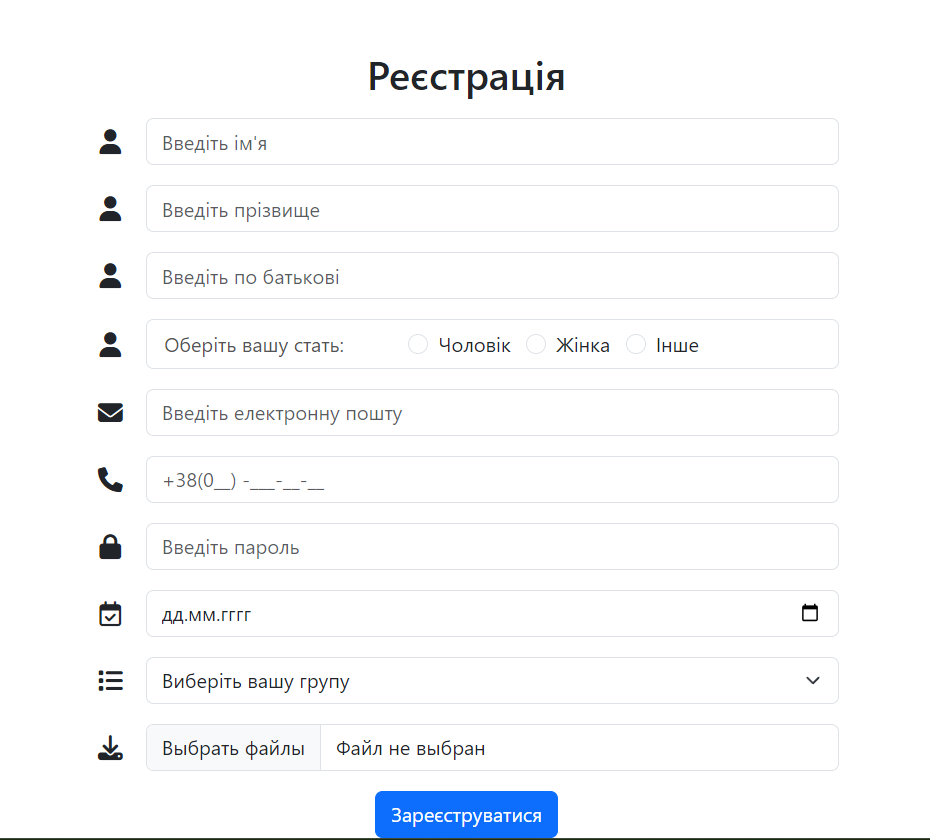 Реєстрація
Введіть ім'я
Введіть прізвище
Введіть по батькові
Оберіть вашу стать: Чоловік Жінка Інше
Введіть електронну пошту
+38(0__) -___-__-__
Введіть пароль
дд.мм.гггг
Виберіть вашу групу
Выбрать файлы Файл не выбран
Зареєструватися